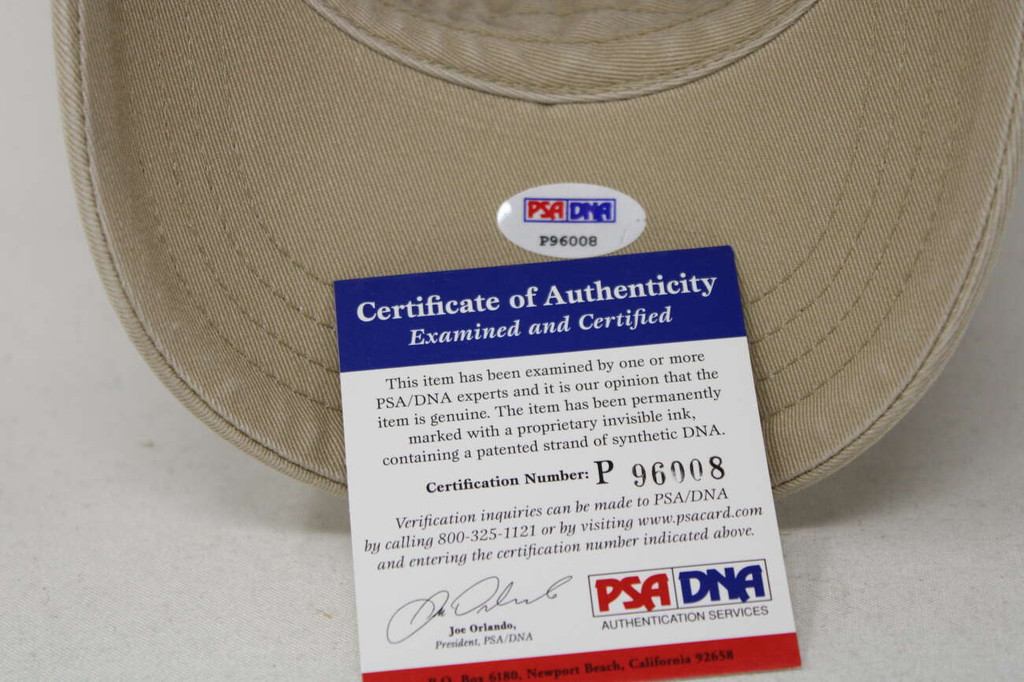 PSA DNA
P96008
Certificate of Authenticity
Examined and Certified
This item has been examined by one or more
PSA/DNA experts and it is our opinion that the
item is genuine. The item has been permanently
marked with a proprietary invisible ink,
containing a patented strand of synthetic DNA.
Certification Number: P 96008
Verification inquiries can be made to PSA/DNA
by calling 800-325-1121 or by visiting www.psacard.com
and entering the certification number indicated above.
Joe Orlando,
President, PSA/DNA
PSA DNA
AUTHENTICATION SERVICES
P.O. Box 6180, Newport Beach, California 92658